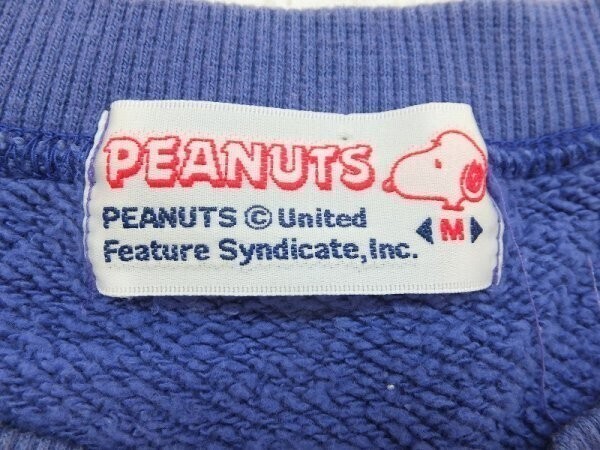 PEANUTS
PEANUTS © United
Feature Syndicate, Inc.
M